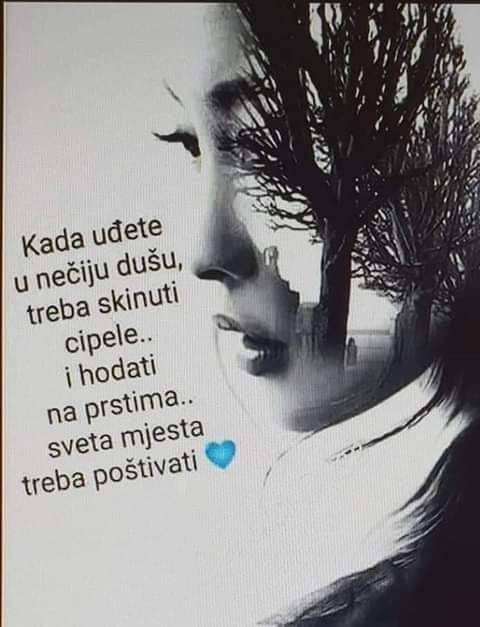 Kada uđete
u nečiju dušu,
treba skinuti
cipele..
i hodati
na prstima..
sveta mjesta
treba poštivati 💙